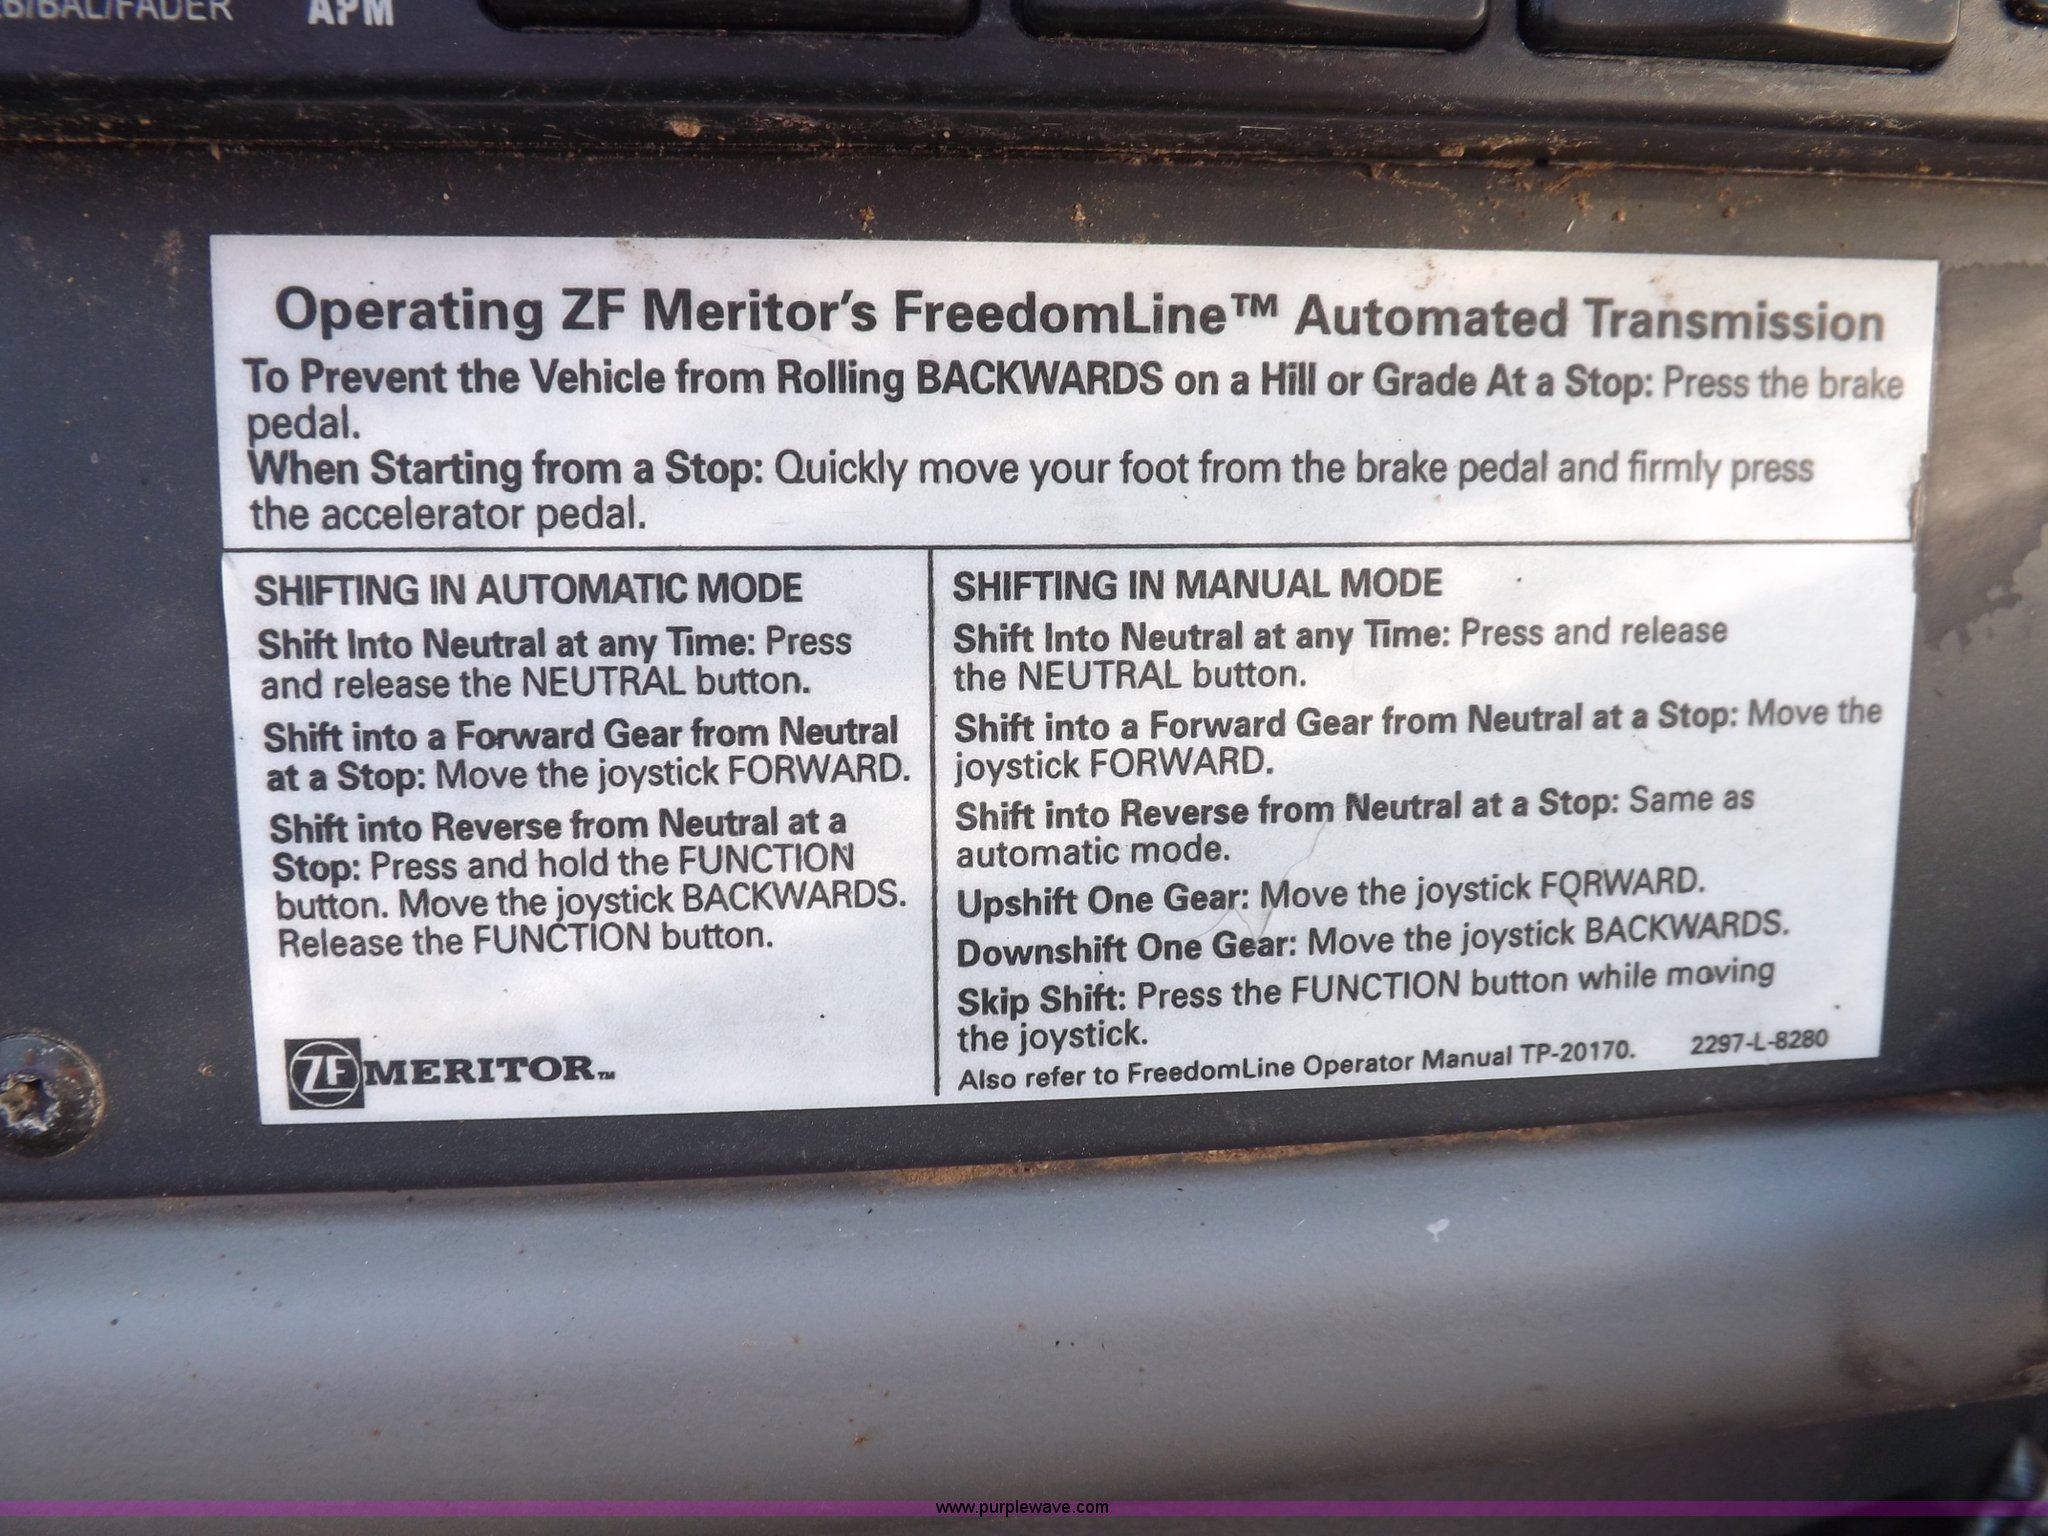 BAL/FADER APM
Operating ZF Meritor's FreedomLine™ Automated Transmission
To Prevent the Vehicle from Rolling BACKWARDS on a Hill or Grade At a Stop: Press the brake
pedal.
When Starting from a Stop: Quickly move your foot from the brake pedal and firmly press
the accelerator pedal.
SHIFTING IN AUTOMATIC MODE
Shift Into Neutral at any Time: Press
and release the NEUTRAL button.
Shift into a Forward Gear from Neutral
at a Stop: Move the joystick FORWARD.
Shift into Reverse from Neutral at a
Stop: Press and hold the FUNCTION
button. Move the joystick BACKWARDS.
Release the FUNCTION button.
ZF MERITOR™
SHIFTING IN MANUAL MODE
Shift Into Neutral at any Time: Press and release
the NEUTRAL button.
Shift into a Forward Gear from Neutral at a Stop: Move the
joystick FORWARD.
Shift into Reverse from Neutral at a Stop: Same as
automatic mode.
Upshift One Gear: Move the joystick FORWARD.
Downshift One Gear: Move the joystick BACKWARDS.
Skip Shift: Press the FUNCTION button while moving
the joystick.
Also refer to FreedomLine Operator Manual TP-20170. 2297-L-8280
www.purplewave.com